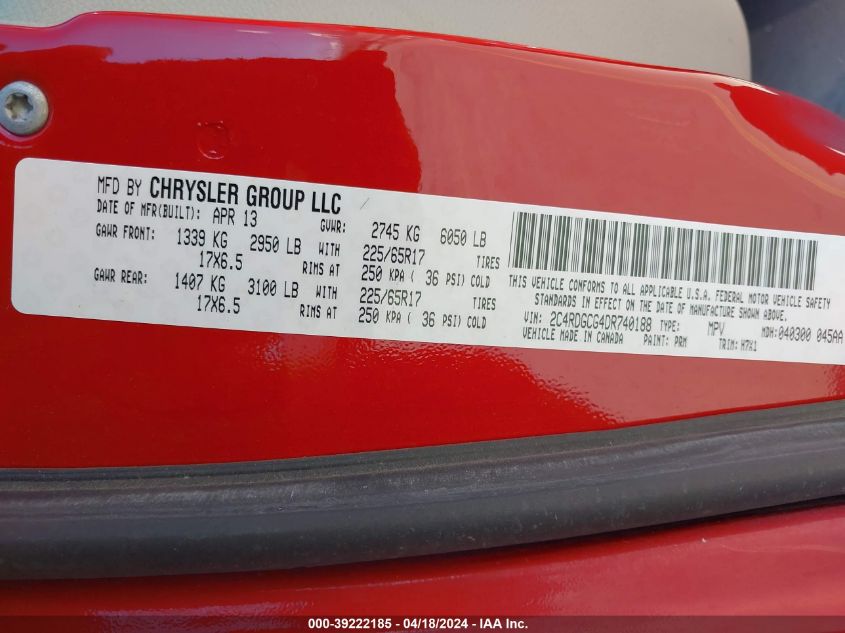 MFD BY CHRYSLER GROUP LLC
DATE OF MFR(BUILT): APR 13 GVWR: 2745 KG 6050 LB
GAWR FRONT: 1339 KG 2950 LB WITH 225/65R17 TIRES
17X6.5 RIMS AT 250 KPA ( 36 PSI) COLD
GAWR REAR: 1407 KG 3100 LB WITH 225/65R17 TIRES
17X6.5 RIMS AT 250 KPA ( 36 PSI) COLD
THIS VEHICLE CONFORMS TO ALL APPLICABLE U.S.A. FEDERAL MOTOR VEHICLE SAFETY
STANDARDS IN EFFECT ON THE DATE OF MANUFACTURE SHOWN ABOVE.
VIN: 2C4RDGCG4DR740188 TYPE: MPV MDH: 040300 045AA
VEHICLE MADE IN CANADA PAINT: PRM TRIM: H7X1
000-39222185 - 04/18/2024 - IAA Inc.